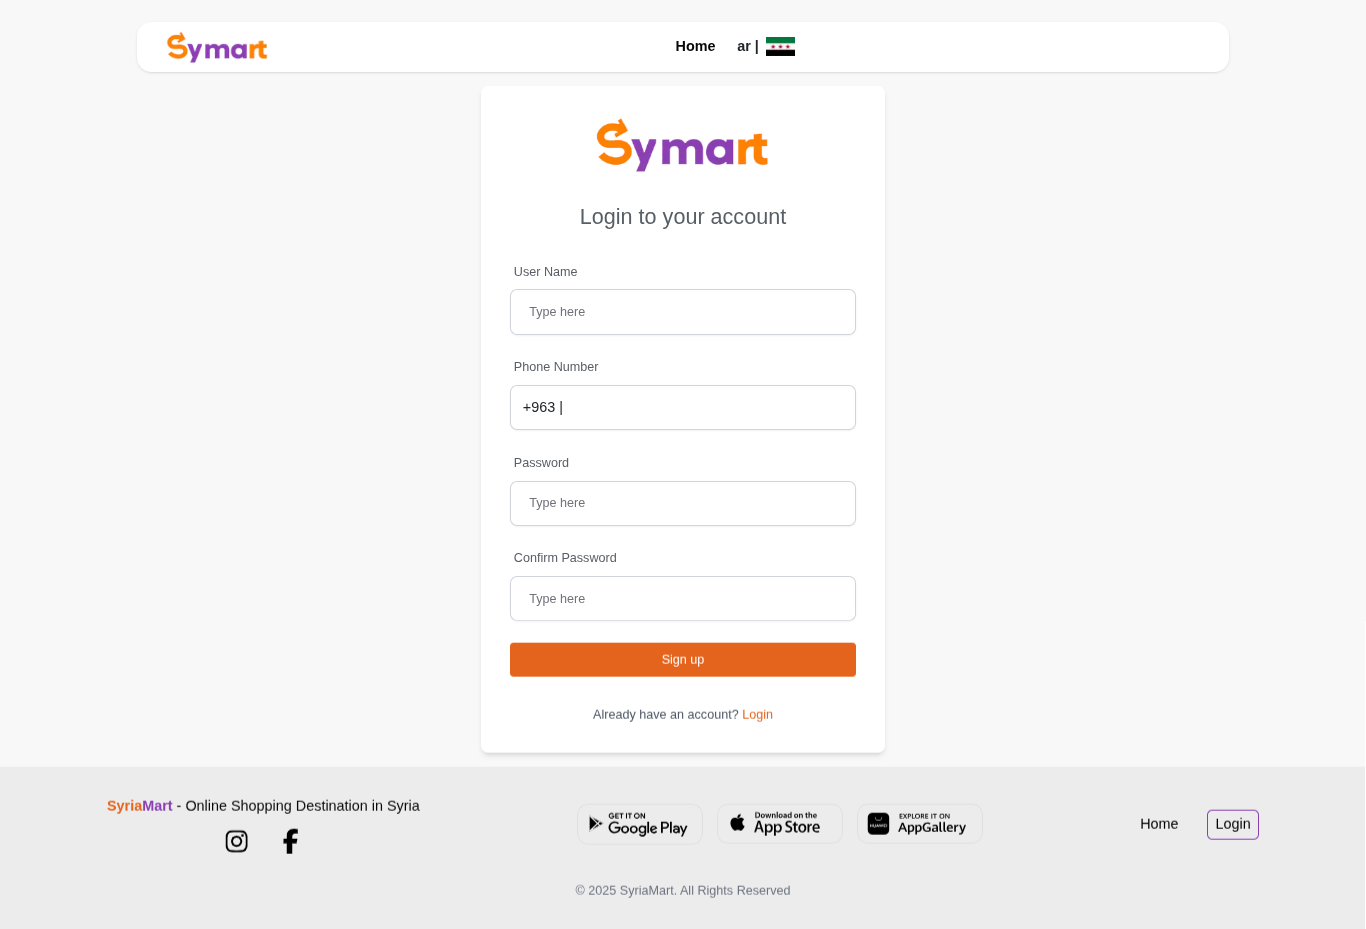 Symart
Home ar |
Symart
Login to your account
User Name
Type here
Phone Number
+963 |
Password
Type here
Confirm Password
Type here
Sign up
Already have an account? Login
SyriaMart - Online Shopping Destination in Syria
GET IT ON
Google Play
Download on the
App Store
HUAWEI
EXPLORE IT ON
AppGallery
Home
Login
© 2025 SyriaMart. All Rights Reserved